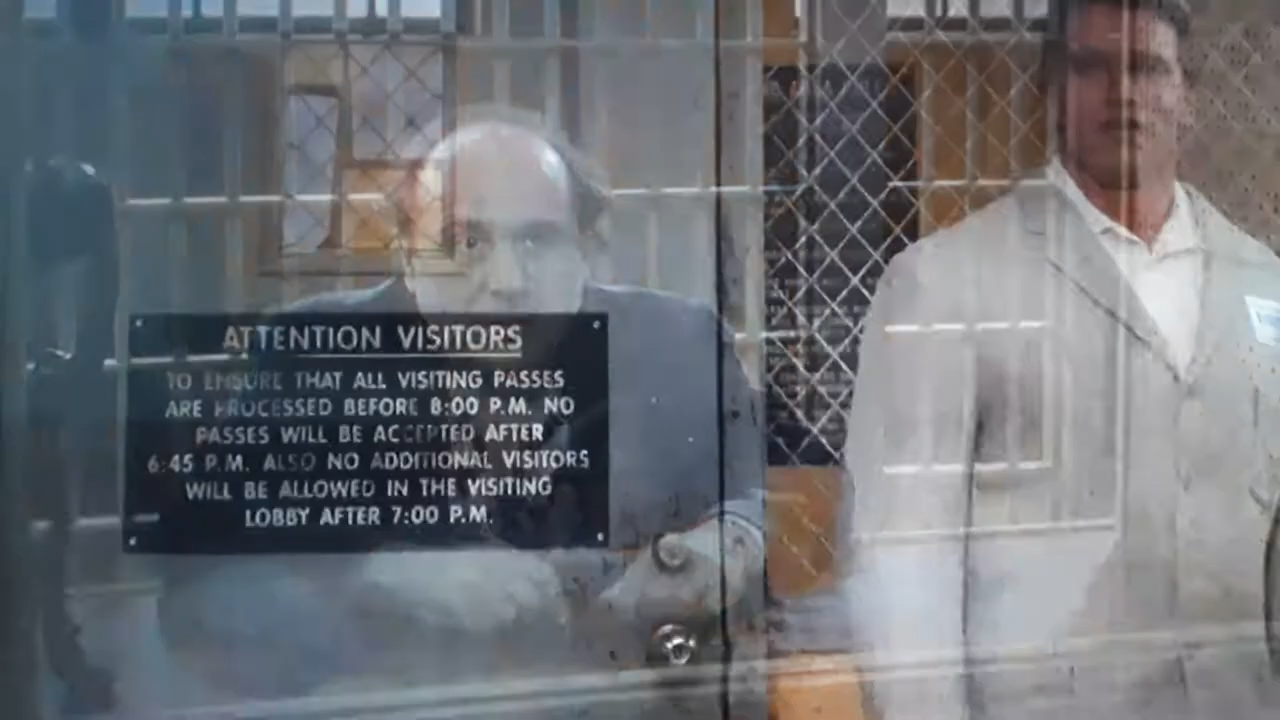 ATTENTION VISITORS
TO ENSURE THAT ALL VISITING PASSES
ARE PROCESSED BEFORE 8:00 P.M. NO
PASSES WILL BE ACCEPTED AFTER
6:45 P.M. ALSO NO ADDITIONAL VISITORS
WILL BE ALLOWED IN THE VISITING
LOBBY AFTER 7:00 P.M.